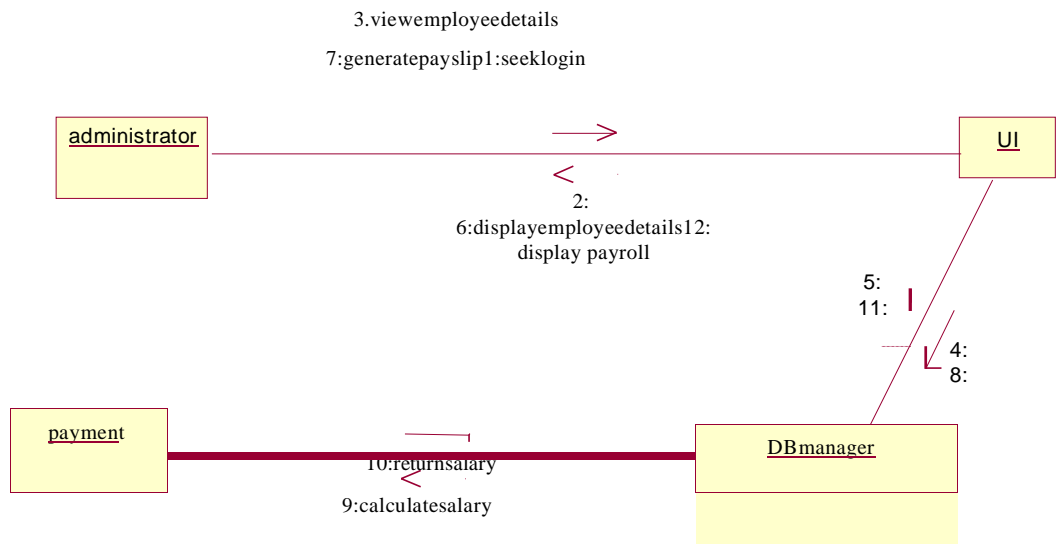 3.viewemployeedetails
7:generatepayslip1:seeklogin
administrator
UI
2:
6:displayemployeedetails12:
display payroll
5:
11:
4:
8:
payment
DBmanager
10:returnsalary
9:calculatesalary